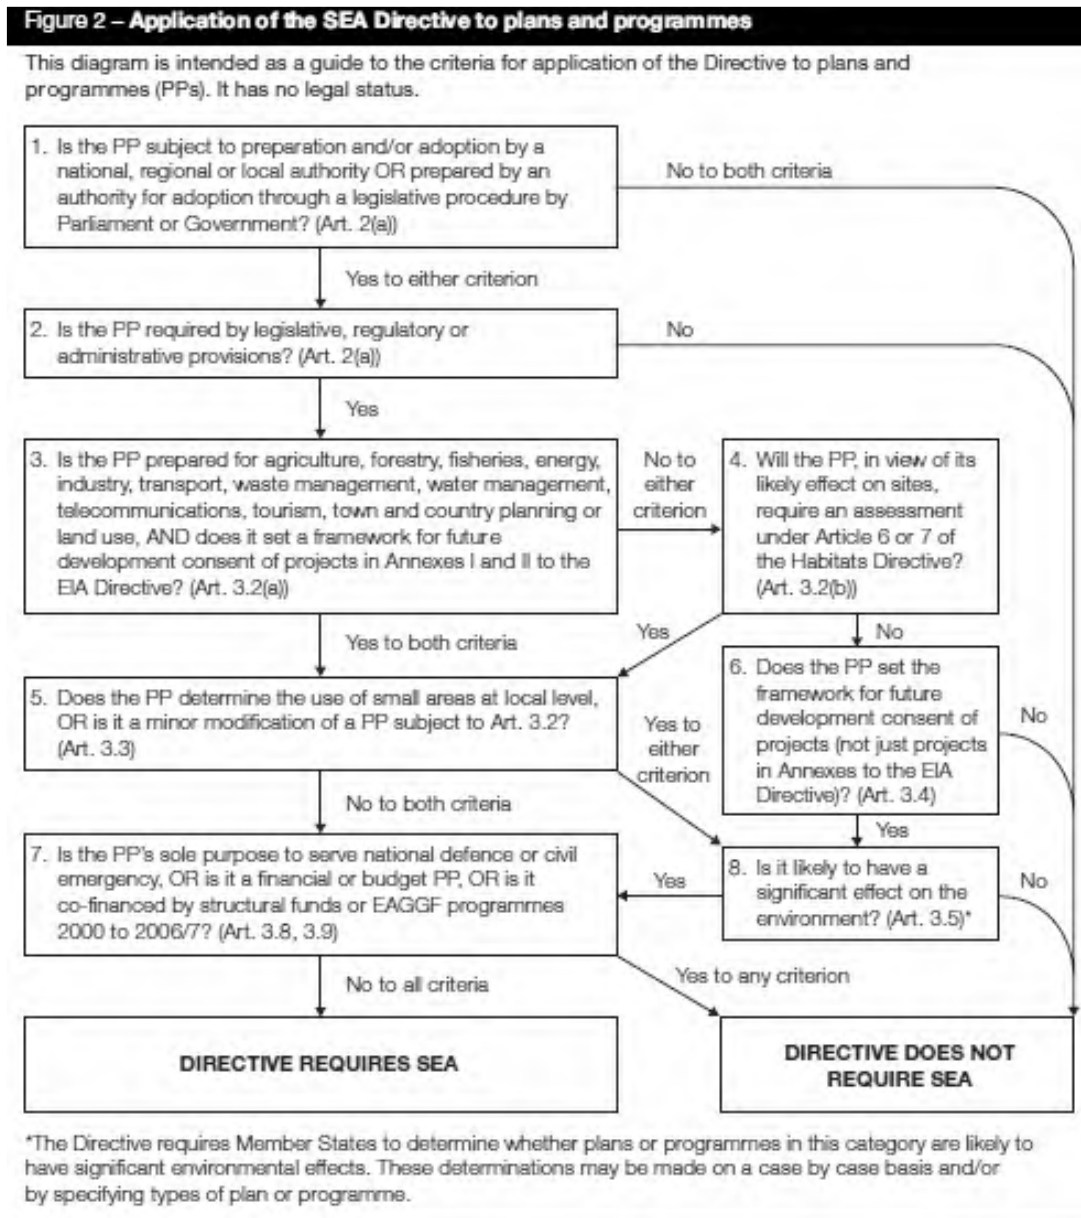 Figure 2 – Application of the SEA Directive to plans and programmes
This diagram is intended as a guide to the criteria for application of the Directive to plans and
programmes (PPs). It has no legal status.
1. Is the PP subject to preparation and/or adoption by a
national, regional or local authority OR prepared by an
authority for adoption through a legislative procedure by
Parliament or Government? (Art. 2(a))
No to both criteria
Yes to either criterion
2. Is the PP required by legislative, regulatory or
administrative provisions? (Art. 2(a))
No
Yes
3. Is the PP prepared for agriculture, forestry, fisheries, energy,
industry, transport, waste management, water management,
telecommunications, tourism, town and country planning or
land use, AND does it set a framework for future
development consent of projects in Annexes I and II to the
EIA Directive? (Art. 3.2(a))
No to
either
criterion
4. Will the PP, in view of its
likely effect on sites,
require an assessment
under Article 6 or 7 of
the Habitats Directive?
(Art. 3.2(b))
Yes to both criteria
Yes
No
5. Does the PP determine the use of small areas at local level,
OR is it a minor modification of a PP subject to Art. 3.2?
(Art. 3.3)
Yes to
either
criterion
6. Does the PP set the
framework for future
development consent of
projects (not just projects
in Annexes to the EIA
Directive)? (Art. 3.4)
No
No to both criteria
Yes
7. Is the PP's sole purpose to serve national defence or civil
emergency, OR is it a financial or budget PP, OR is it
co-financed by structural funds or EAGGF programmes
2000 to 2006/7? (Art. 3.8, 3.9)
Yes
8. Is it likely to have a
significant effect on the
environment? (Art. 3.5)*
No
No to all criteria
Yes to any criterion
DIRECTIVE REQUIRES SEA
DIRECTIVE DOES NOT
REQUIRE SEA
*The Directive requires Member States to determine whether plans or programmes in this category are likely to
have significant environmental effects. These determinations may be made on a case by case basis and/or
by specifying types of plan or programme.